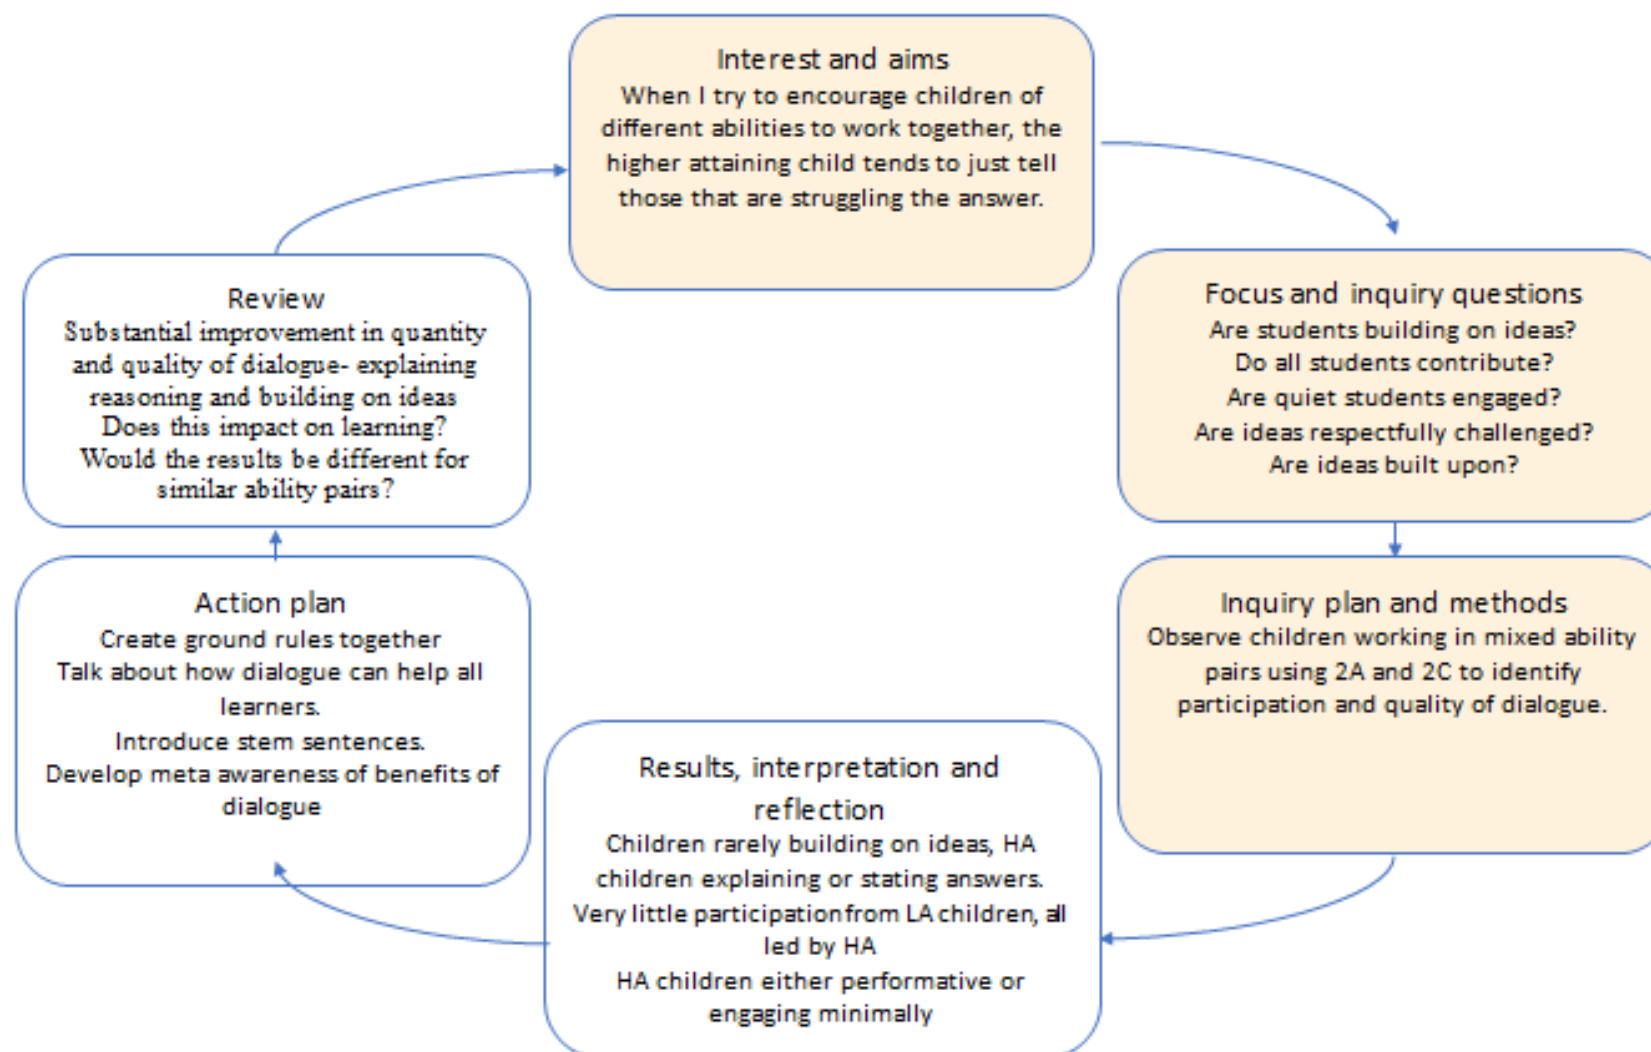 Interest and aims
When I try to encourage children of
different abilities to work together, the
higher attaining child tends to just tell
those that are struggling the answer.
Focus and inquiry questions
Are students building on ideas?
Do all students contribute?
Are quiet students engaged?
Are ideas respectfully challenged?
Are ideas built upon?
Inquiry plan and methods
Observe children working in mixed ability
pairs using 2A and 2C to identify
participation and quality of dialogue.
Results, interpretation and
reflection
Children rarely building on ideas, HA
children explaining or stating answers.
Very little participation from LA children, all
led by HA
HA children either performative or
engaging minimally
Action plan
Create ground rules together
Talk about how dialogue can help all
learners.
Introduce stem sentences.
Develop meta awareness of benefits of
dialogue
Review
Substantial improvement in quantity
and quality of dialogue- explaining
reasoning and building on ideas
Does this impact on learning?
Would the results be different for
similar ability pairs?